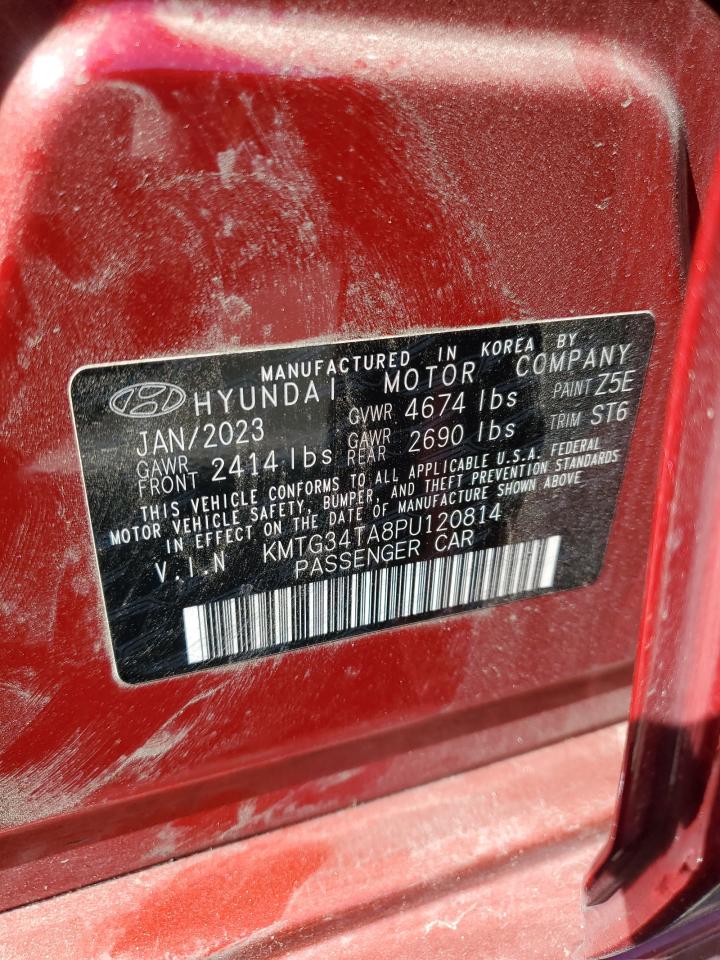 MANUFACTURED IN KOREA BY
HYUNDAI MOTOR COMPANY
JAN/2023 GVWR 4674 lbs PAINT Z5E
GAWR FRONT 2414 lbs GAWR REAR 2690 lbs TRIM ST6
THIS VEHICLE CONFORMS TO ALL APPLICABLE U.S.A. FEDERAL
MOTOR VEHICLE SAFETY, BUMPER, AND THEFT PREVENTION STANDARDS
IN EFFECT ON THE DATE OF MANUFACTURE SHOWN ABOVE
V.I.N KMTG34TA8PU120814
PASSENGER CAR